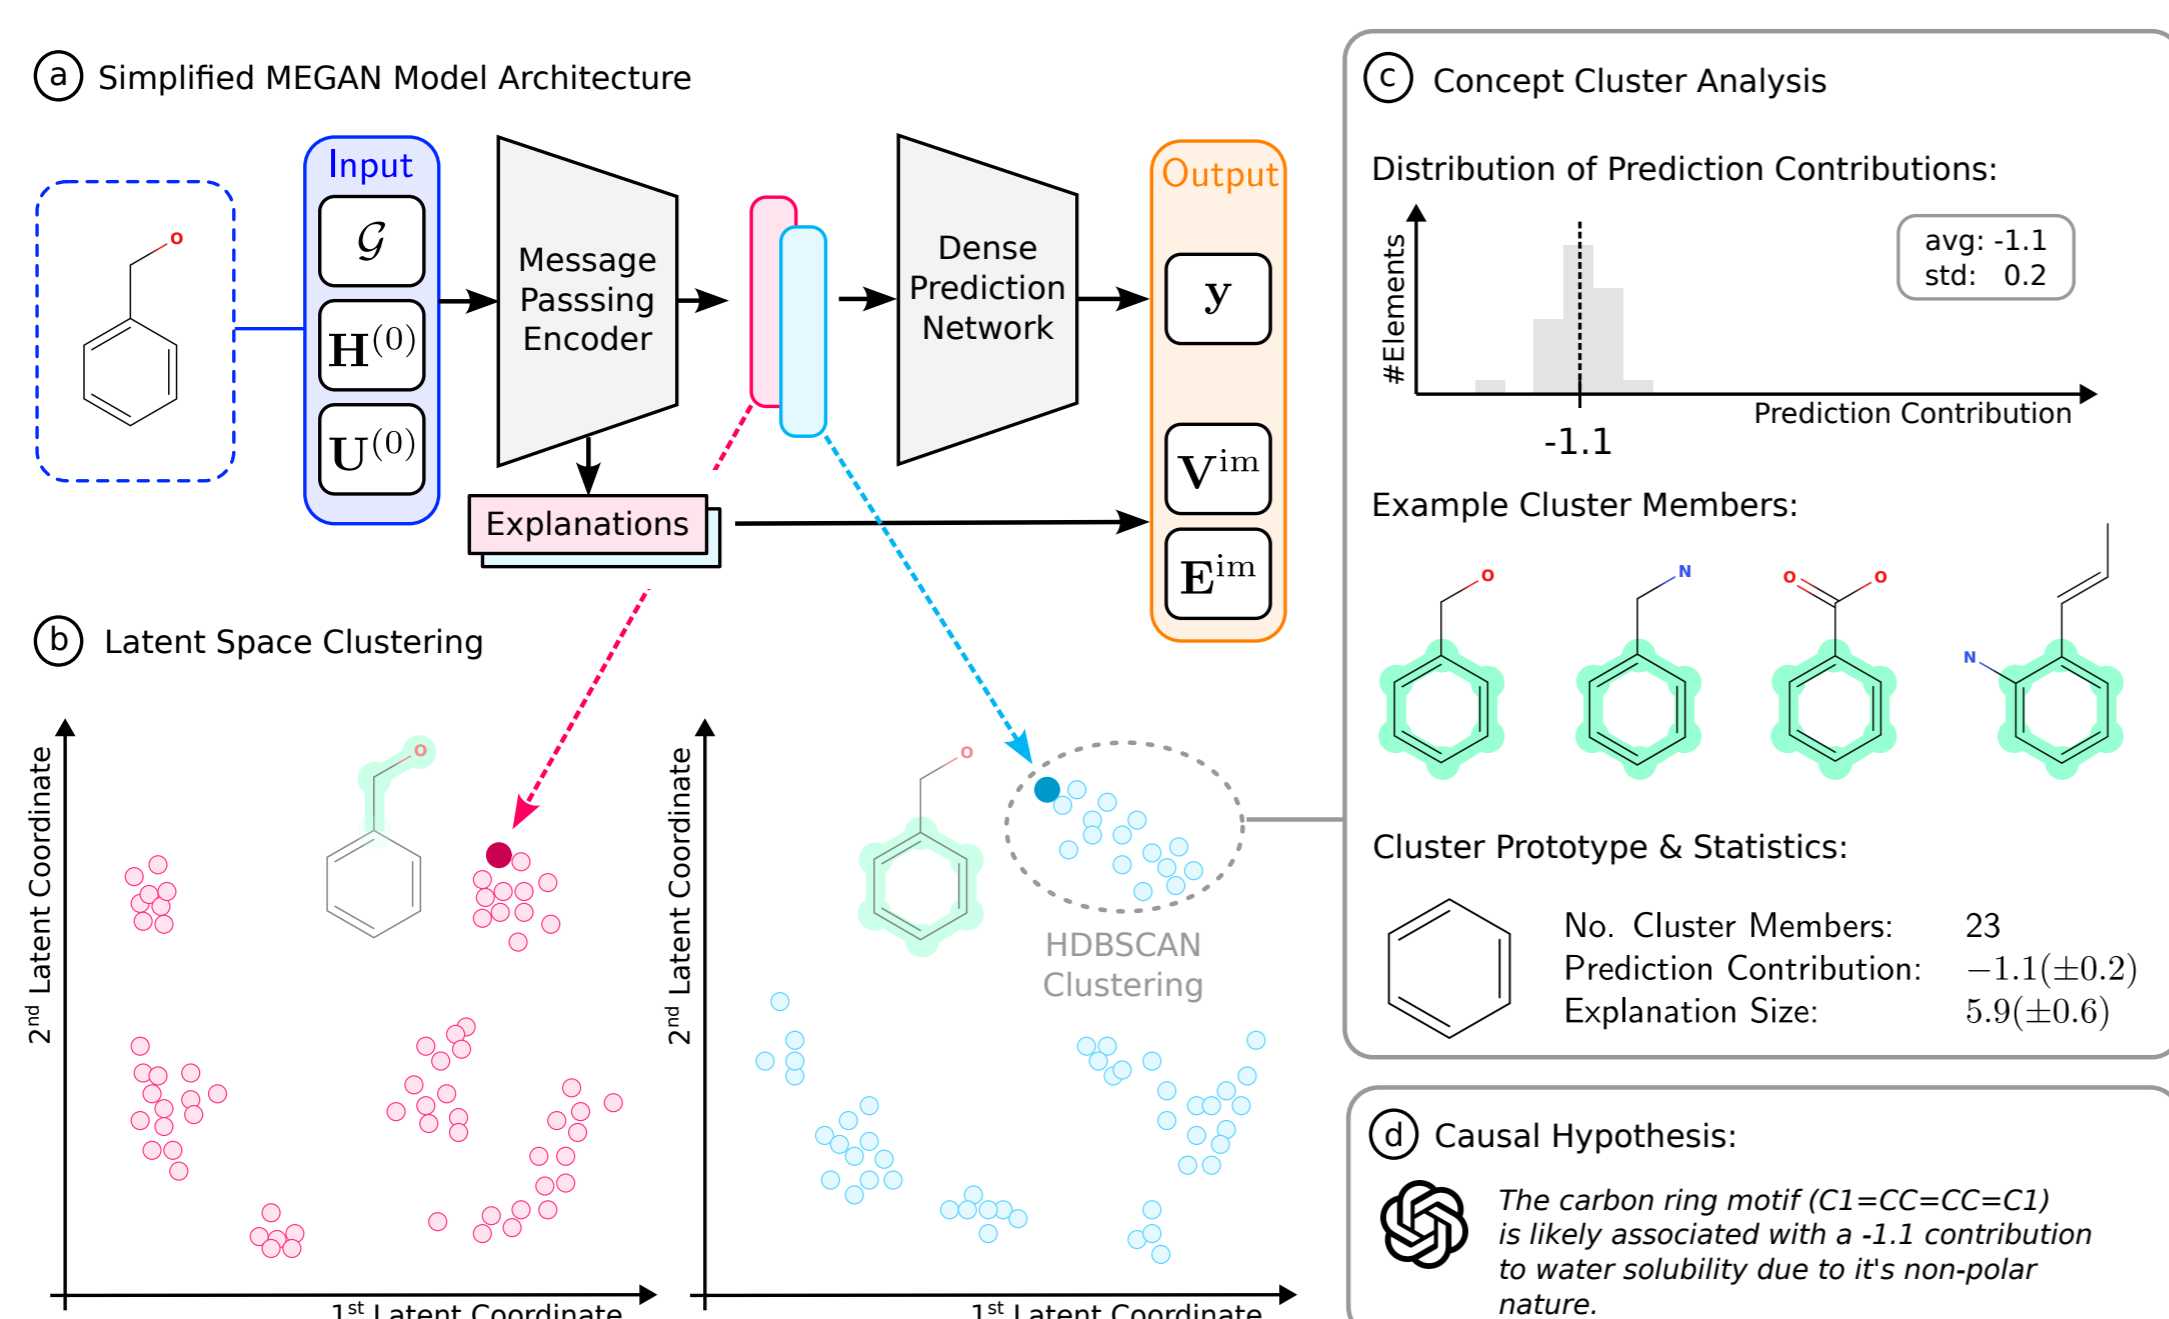 a Simplified MEGAN Model Architecture
Input
𝒢
H(0)
U(0)
O
Message
Passsing
Encoder
Explanations
Dense
Prediction
Network
Output
y
Vim
Eim
b Latent Space Clustering
2nd Latent Coordinate
1st Latent Coordinate
O
2nd Latent Coordinate
1st Latent Coordinate
O
HDBSCAN
Clustering
c Concept Cluster Analysis
Distribution of Prediction Contributions:
#Elements
avg: -1.1
std: 0.2
Prediction Contribution
-1.1
Example Cluster Members:
O
N
O O
N
Cluster Prototype & Statistics:
No. Cluster Members: 23
Prediction Contribution: −1.1(±0.2)
Explanation Size: 5.9(±0.6)
d Causal Hypothesis:
The carbon ring motif (C1=CC=CC=C1)
is likely associated with a -1.1 contribution
to water solubility due to it's non-polar
nature.